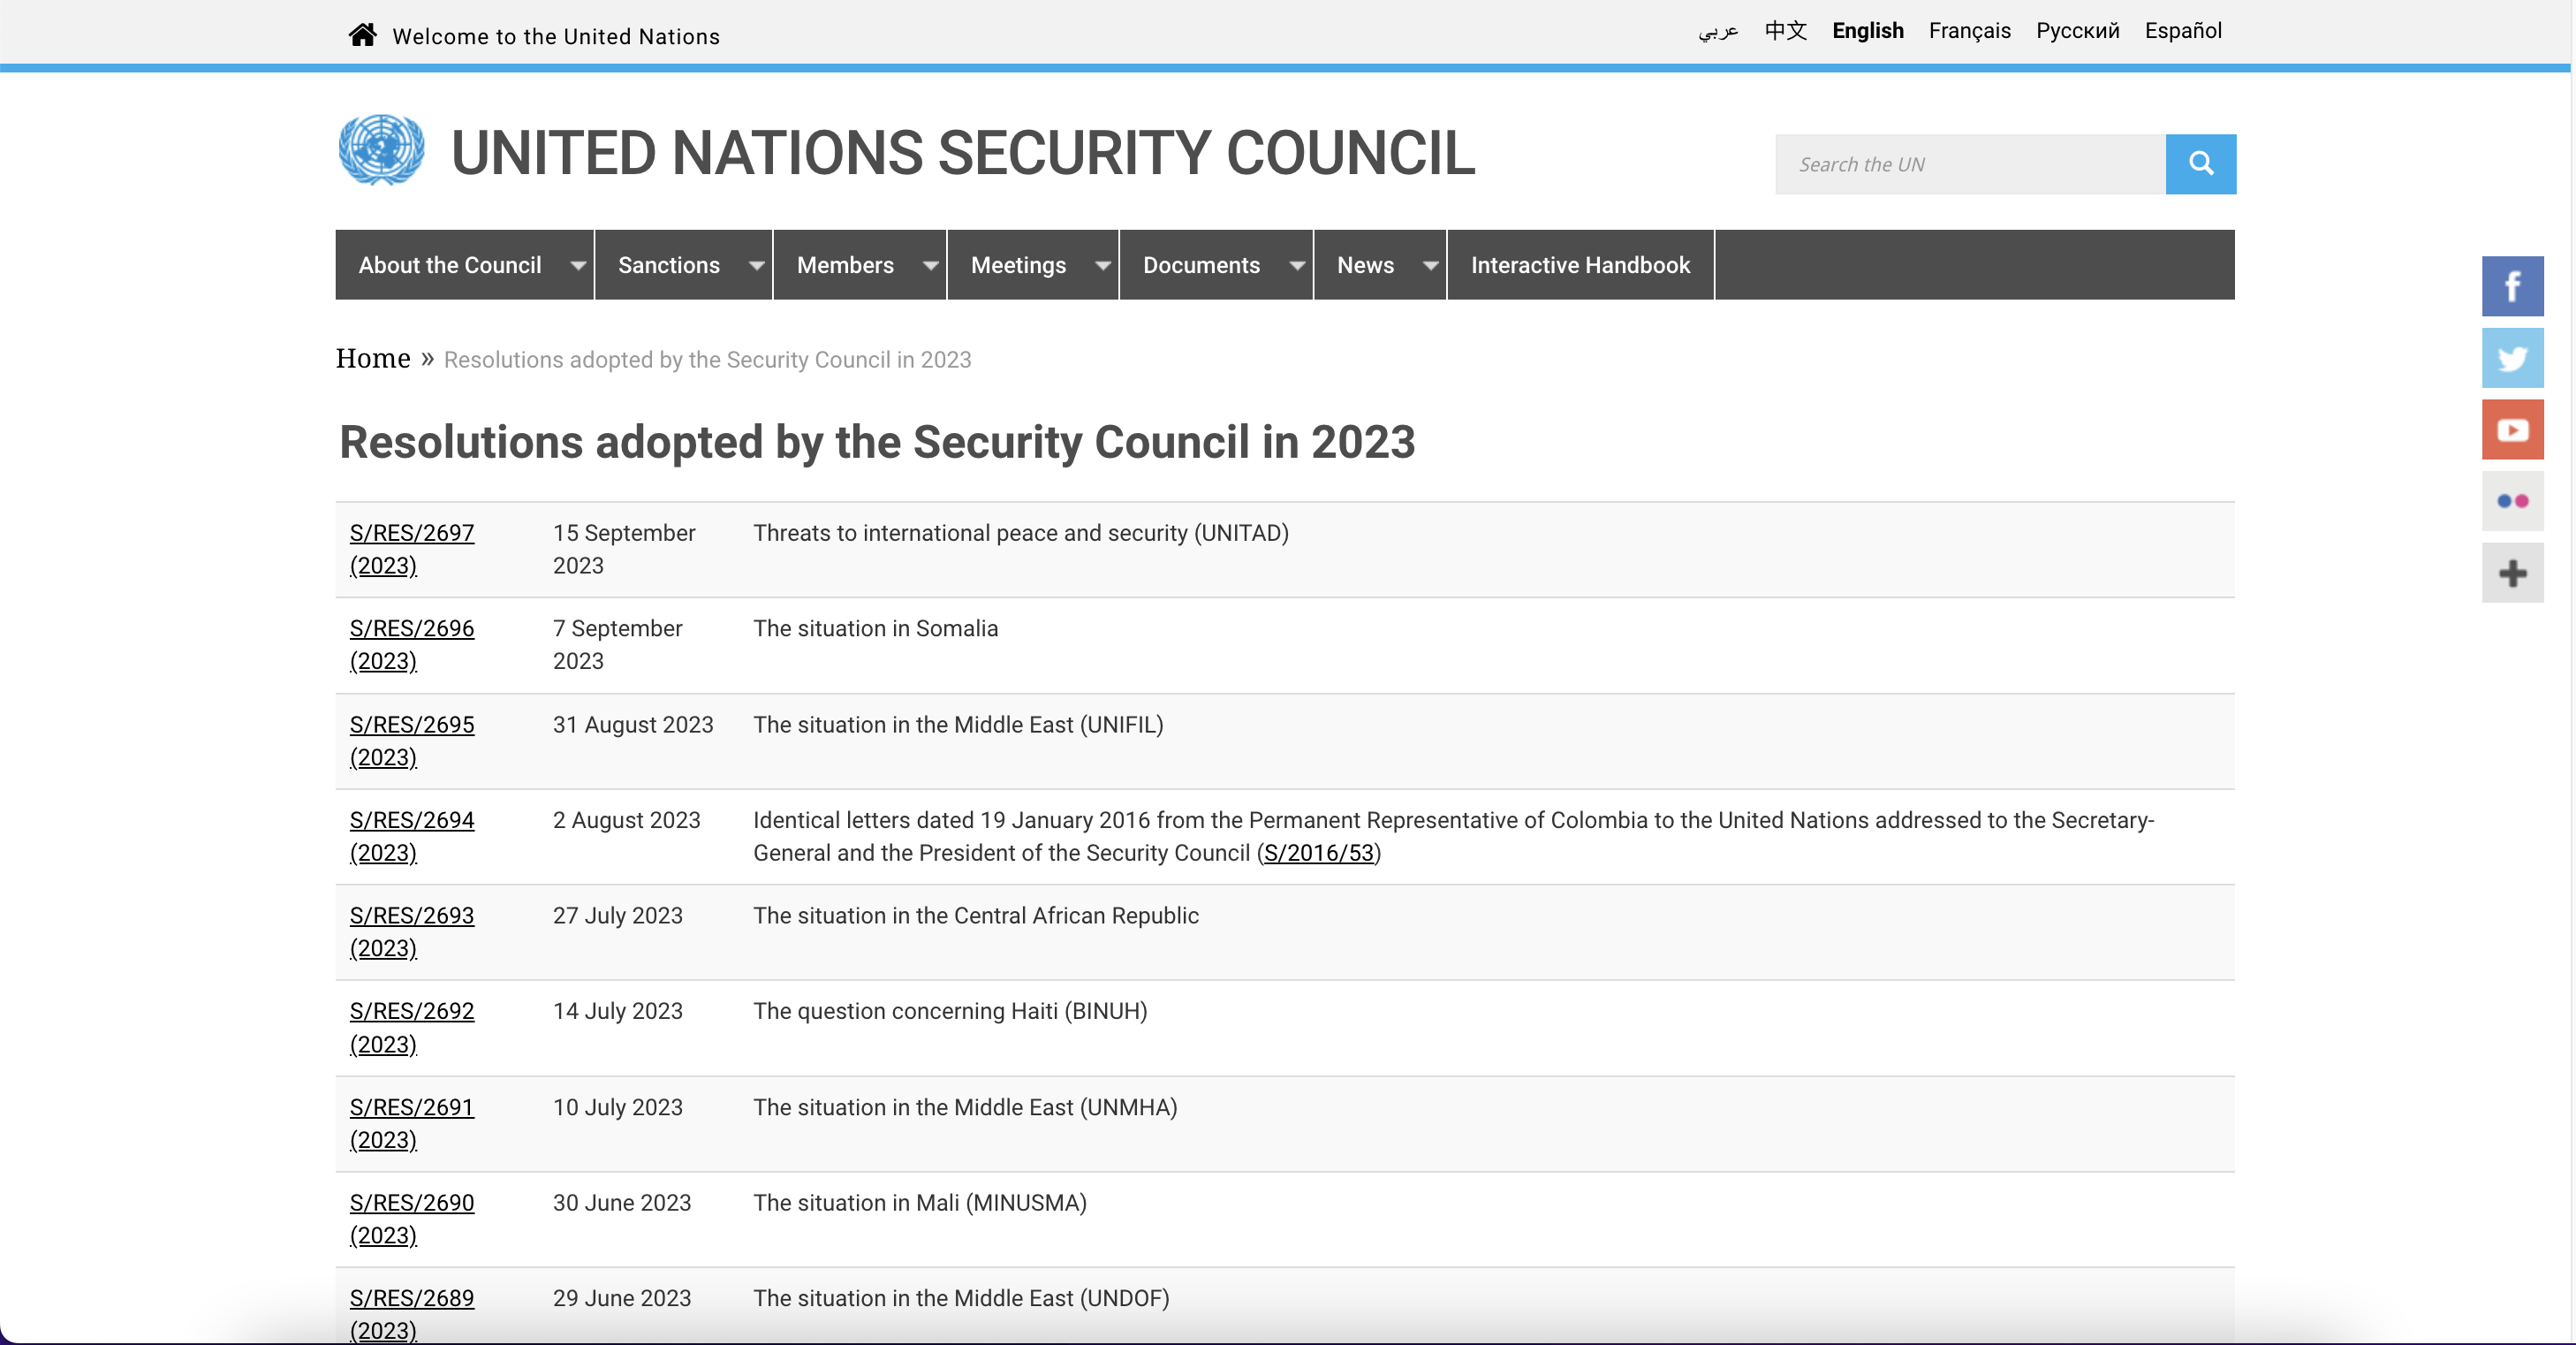 Welcome to the United Nations
عربي 中文 English Français Русский Español
UNITED NATIONS SECURITY COUNCIL
Search the UN
About the Council Sanctions Members Meetings Documents News Interactive Handbook
Home » Resolutions adopted by the Security Council in 2023
Resolutions adopted by the Security Council in 2023
S/RES/2697 15 September Threats to international peace and security (UNITAD)
(2023) 2023
S/RES/2696 7 September The situation in Somalia
(2023) 2023
S/RES/2695 31 August 2023 The situation in the Middle East (UNIFIL)
(2023)
S/RES/2694 2 August 2023 Identical letters dated 19 January 2016 from the Permanent Representative of Colombia to the United Nations addressed to the Secretary-
(2023) General and the President of the Security Council (S/2016/53)
S/RES/2693 27 July 2023 The situation in the Central African Republic
(2023)
S/RES/2692 14 July 2023 The question concerning Haiti (BINUH)
(2023)
S/RES/2691 10 July 2023 The situation in the Middle East (UNMHA)
(2023)
S/RES/2690 30 June 2023 The situation in Mali (MINUSMA)
(2023)
S/RES/2689 29 June 2023 The situation in the Middle East (UNDOF)
(2023)